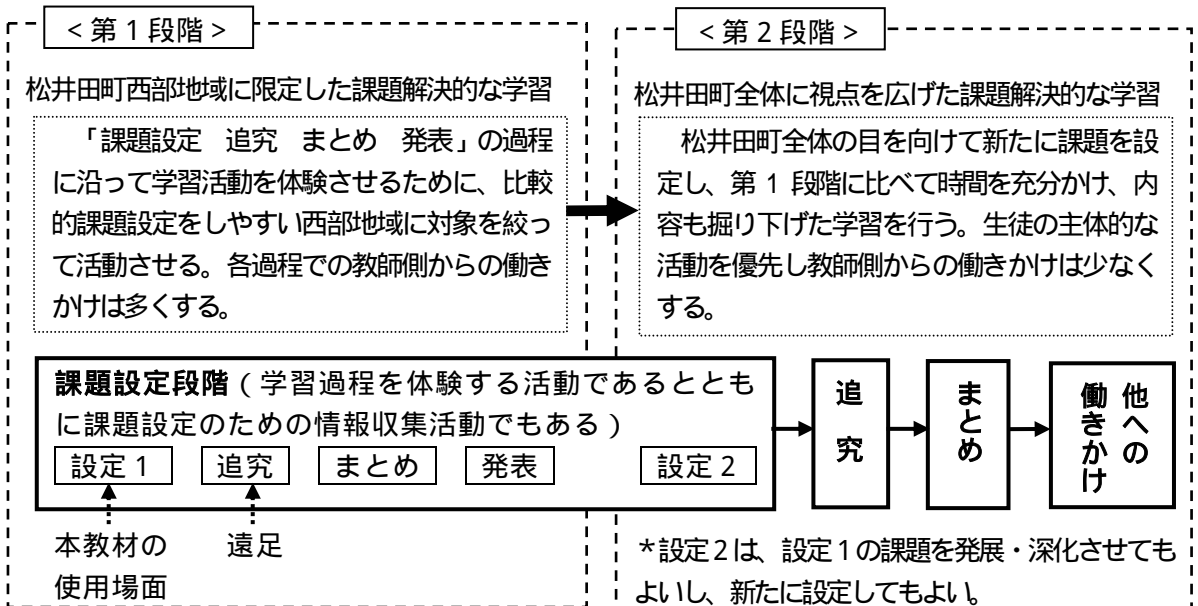 <第1段階>
松井田町西部地域に限定した課題解決的な学習
「課題設定　追究　まとめ　発表」の過程
に沿って学習活動を体験させるために、比較
的課題設定をしやすい西部地域に対象を絞っ
て活動させる。各過程での教師側からの働き
かけは多くする。
<第2段階>
松井田町全体に視点を広げた課題解決的な学習
松井田町全体の目を向けて新たに課題を設
定し、第1段階に比べて時間を充分かけ、内
容も掘り下げた学習を行う。生徒の主体的な
活動を優先し教師側からの働きかけは少なく
する。
課題設定段階(学習過程を体験する活動であるととも
に課題設定のための情報収集活動でもある)
設定1　追究　まとめ　発表　設定2
追究
まとめ
他への
働きかけ
本教材の
使用場面
遠足
*設定2は、設定1の課題を発展・深化させても
よいし、新たに設定してもよい。